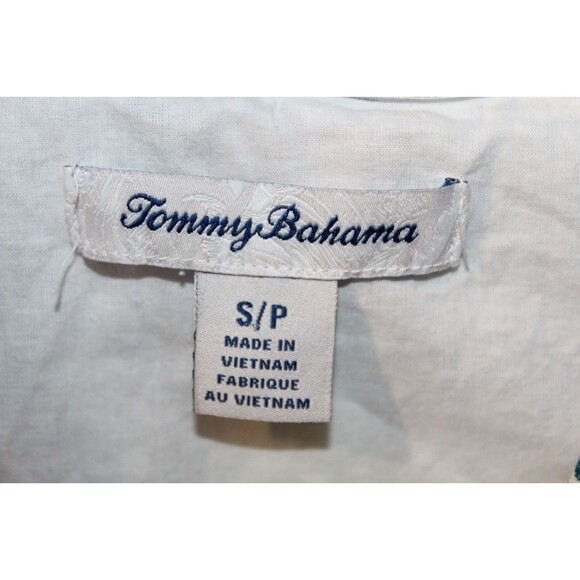 Tommy Bahama
S/P
MADE IN
VIETNAM
FABRIQUE
AU VIETNAM